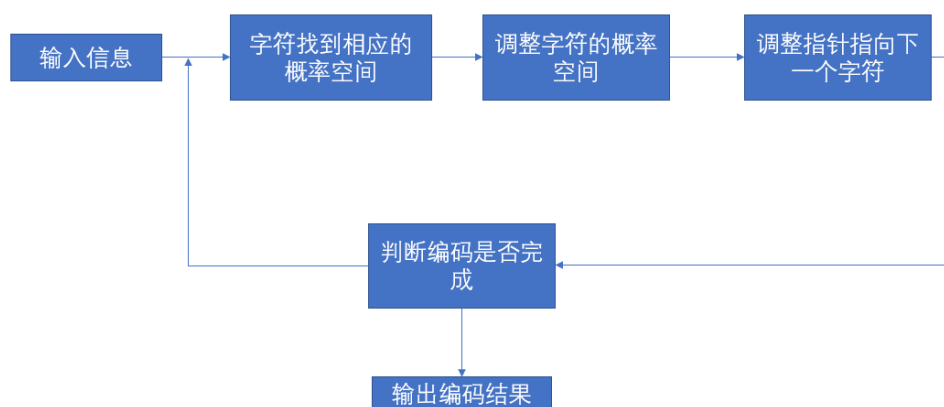 输入信息
字符找到相应的
概率空间
调整字符的概率
空间
调整指针指向下
一个字符
判断编码是否完
成
输出编码结果